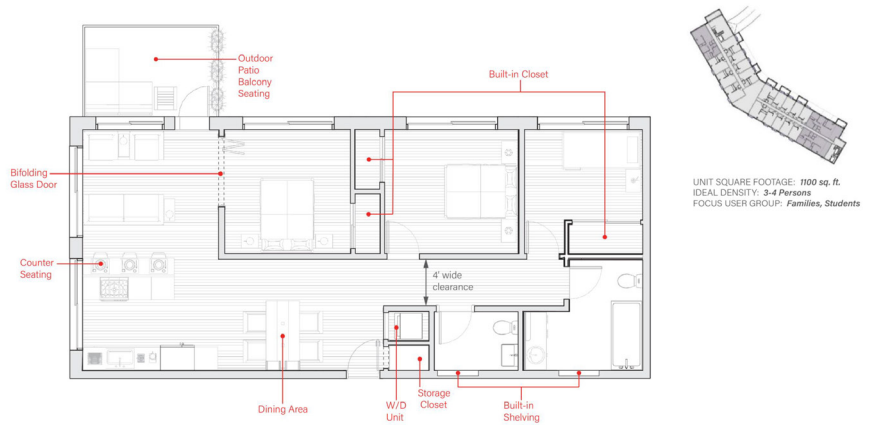 Outdoor
Patio
Balcony
Seating
Built-in Closet
Bifolding
Glass Door
Counter
Seating
4' wide
clearance
Dining Area
W/D
Unit
Storage
Closet
Built-in
Shelving
UNIT SQUARE FOOTAGE: 1100 sq. ft.
IDEAL DENSITY: 3-4 Persons
FOCUS USER GROUP: Families, Students